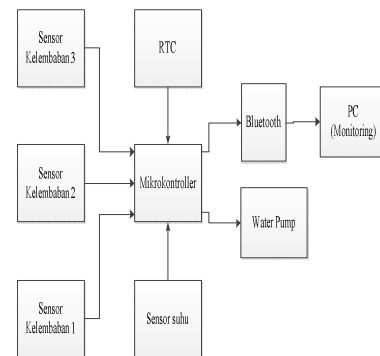 Sensor
Kelembaban 3
RTC
Bluetooth
PC
(Monitoring)
Sensor
Kelembaban 2
Mikrokontroller
Water Pump
Sensor
Kelembaban 1
Sensor suhu